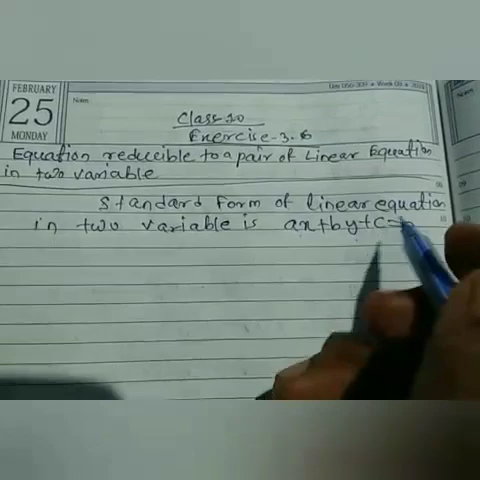 FEBRUARY
25
MONDAY
Notes
Class-10
Exercise-3.6
Equation reducible to a pair of Linear Equation
in two variable
Standard form of linear equation
in two variable is ax+by+c=